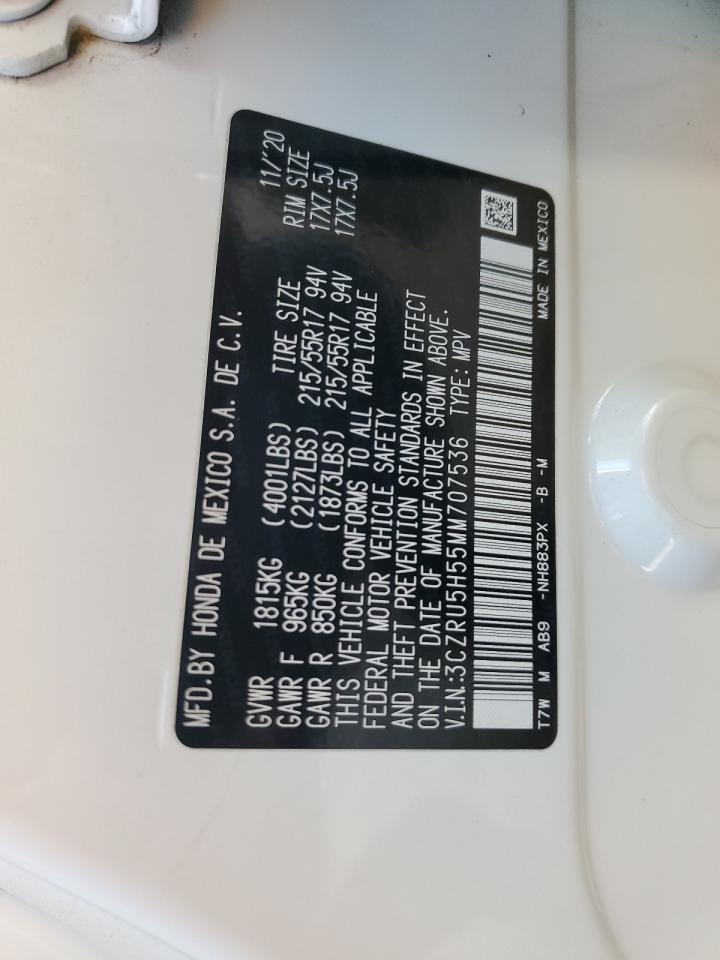 MFD.BY HONDA DE MEXICO S.A. DE C.V. 11/'20
GVWR 1815KG (4001LBS) TIRE SIZE RIM SIZE
GAWR F 965KG (2127LBS) 215/55R17 94V 17X7.5J
GAWR R 850KG (1873LBS) 215/55R17 94V 17X7.5J
THIS VEHICLE CONFORMS TO ALL APPLICABLE
FEDERAL MOTOR VEHICLE SAFETY
AND THEFT PREVENTION STANDARDS IN EFFECT
ON THE DATE OF MANUFACTURE SHOWN ABOVE.
V.I.N.:3CZRU5H55MM707536 TYPE: MPV
T7W M AB9 -NH883PX -B -M MADE IN MEXICO